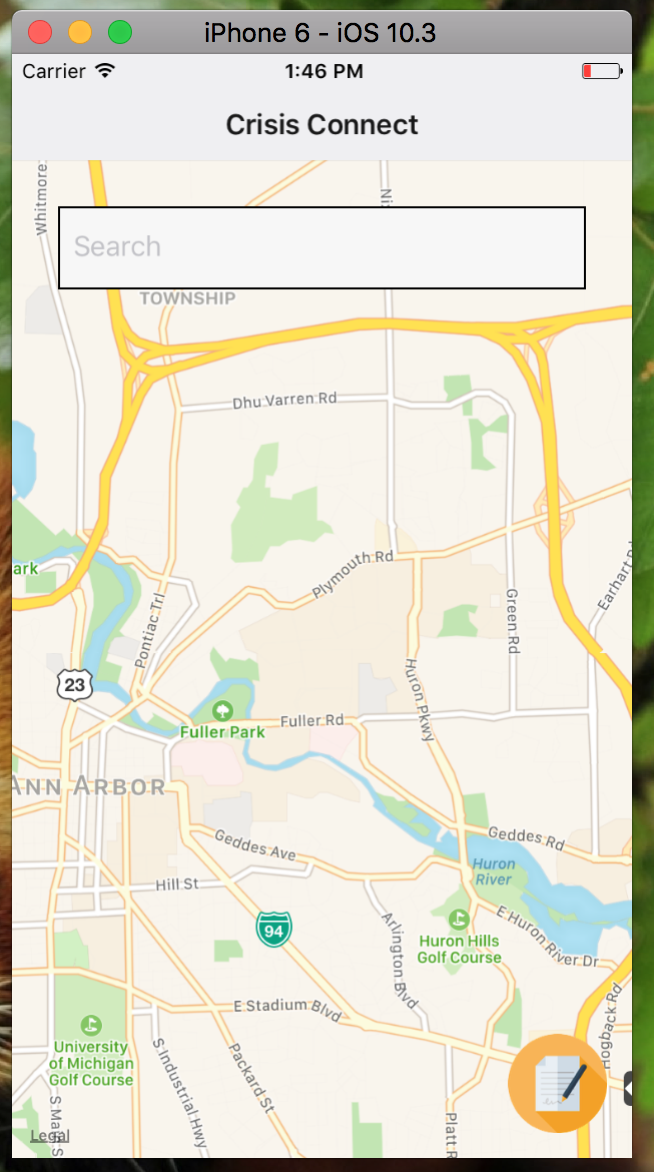 iPhone 6 - iOS 10.3
Carrier 1:46 PM
Crisis Connect
Whitmore
Search
TOWNSHIP
Dhu Varren Rd
Plymouth Rd
ark
Pontiac Trl
Green Rd
Earhart Rd
23
Huron Pkwy
Fuller Rd
Fuller Park
ANN ARBOR
Geddes Ave
Geddes Rd
Huron
River
Hill St
94
Arlington Blvd
Huron Hills
Golf Course
E Huron River Dr
E Stadium Blvd
Hogback Rd
University
of Michigan
Golf Course
S Industrial Hwy
Packard St
S Ma
Platt R
Legal